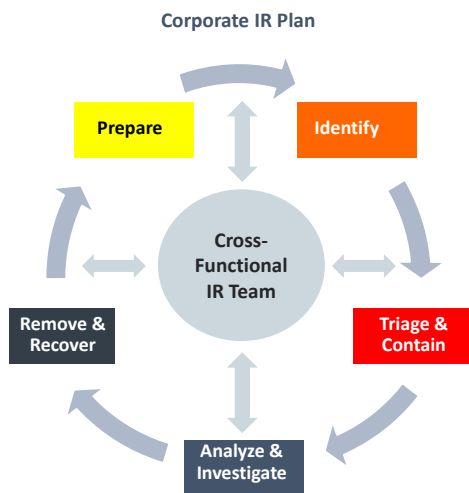 Corporate IR Plan
Prepare
Identify
Cross-
Functional
IR Team
Remove &
Recover
Triage &
Contain
Analyze &
Investigate